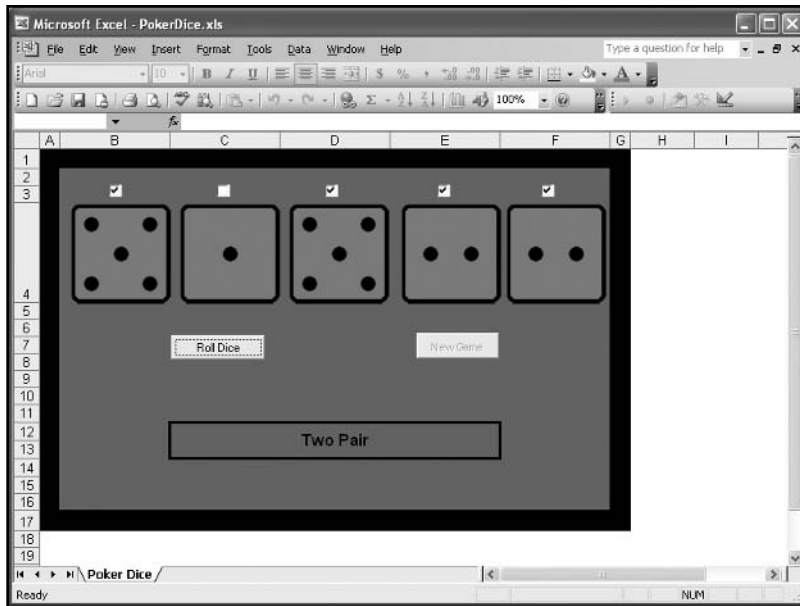 Microsoft Excel - PokerDice.xls
File Edit View Insert Format Tools Data Window Help Type a question for help
Arial 10 B I U $ % ,
Σ 100%
fx
A B C D E F G H I
1
2
3
4
5
6
7 Roll Dice New Game
8
9
10
11
12 Two Pair
13
14
15
16
17
18
19
Poker Dice
Ready NUM